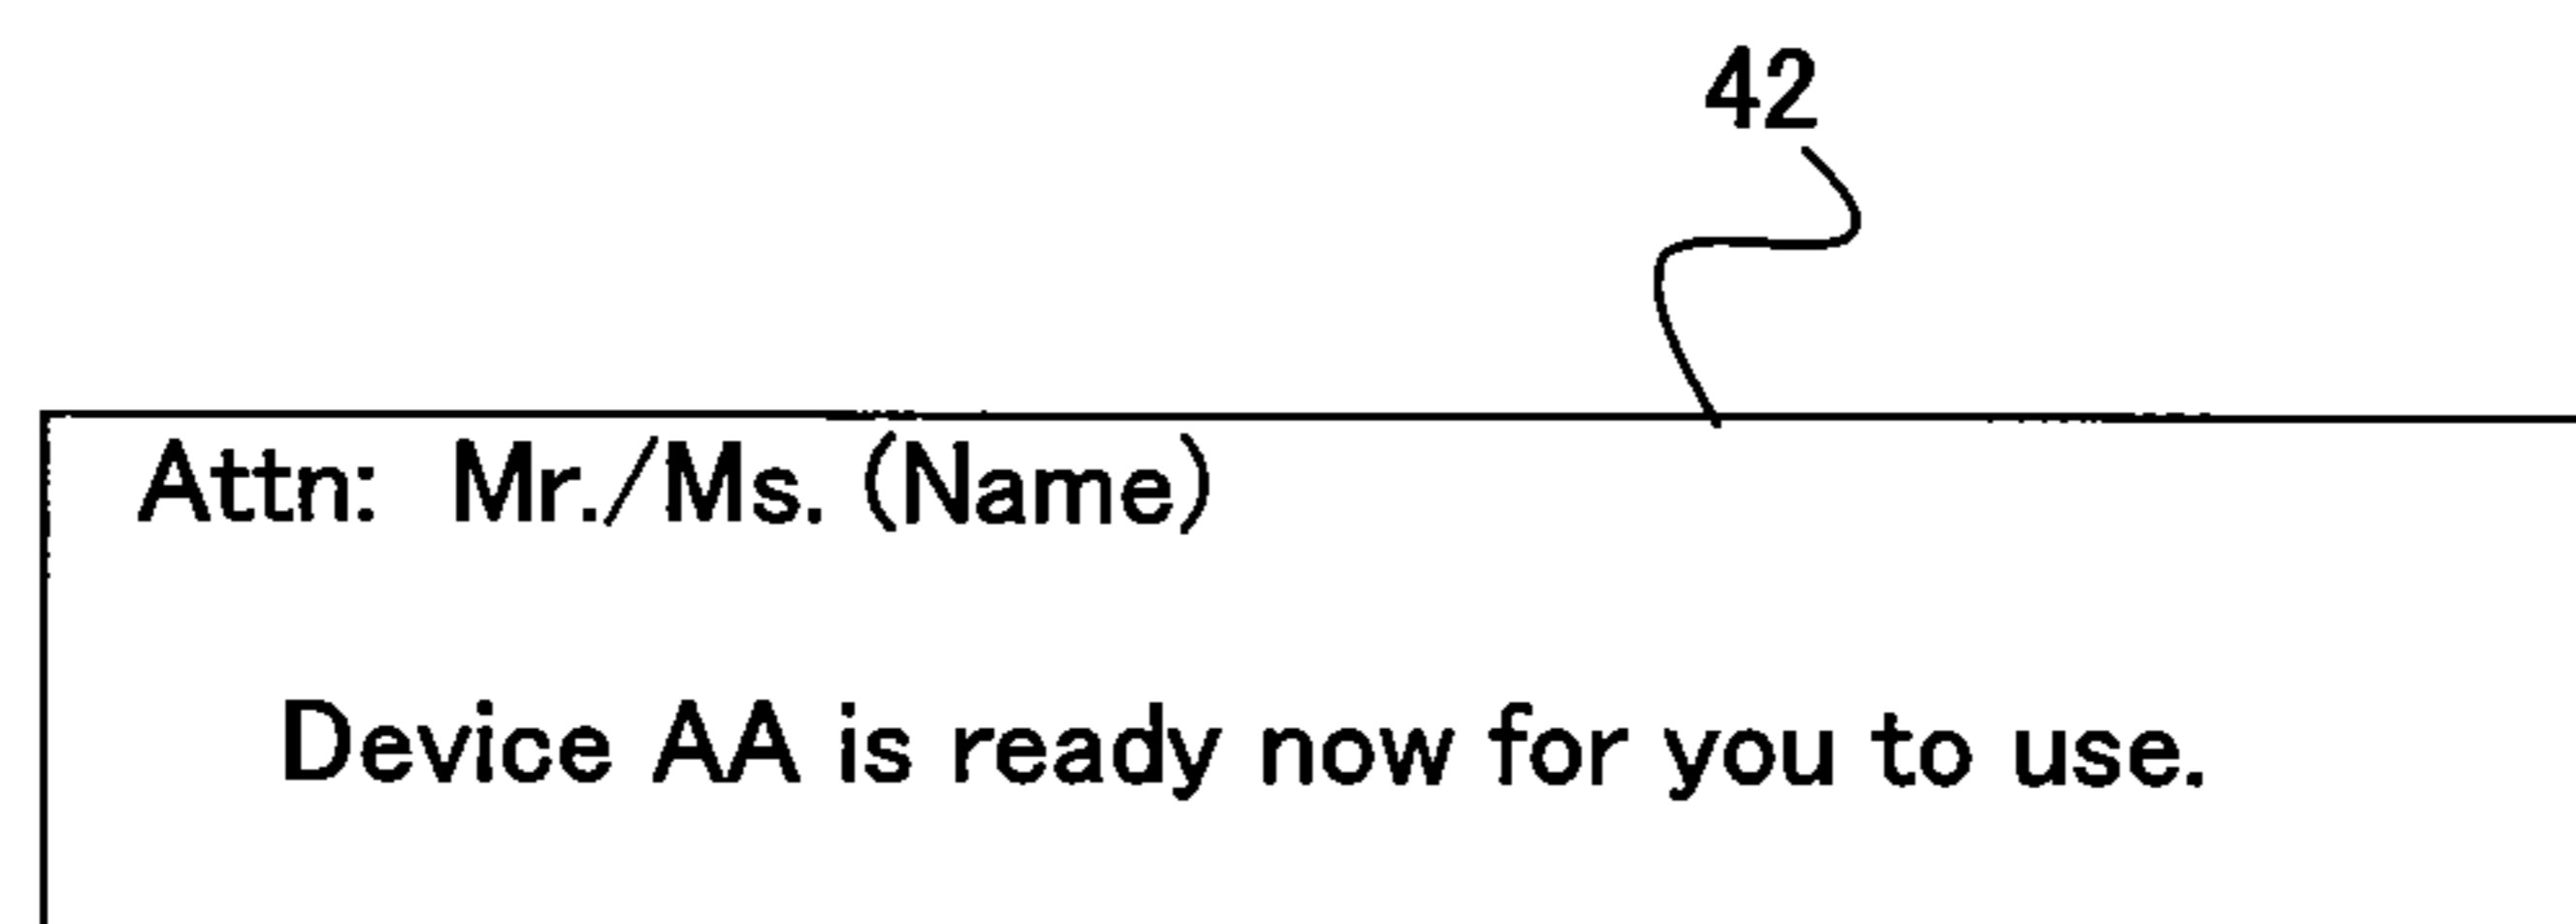 42
Attn: Mr./Ms. (Name)
Device AA is ready now for you to use.